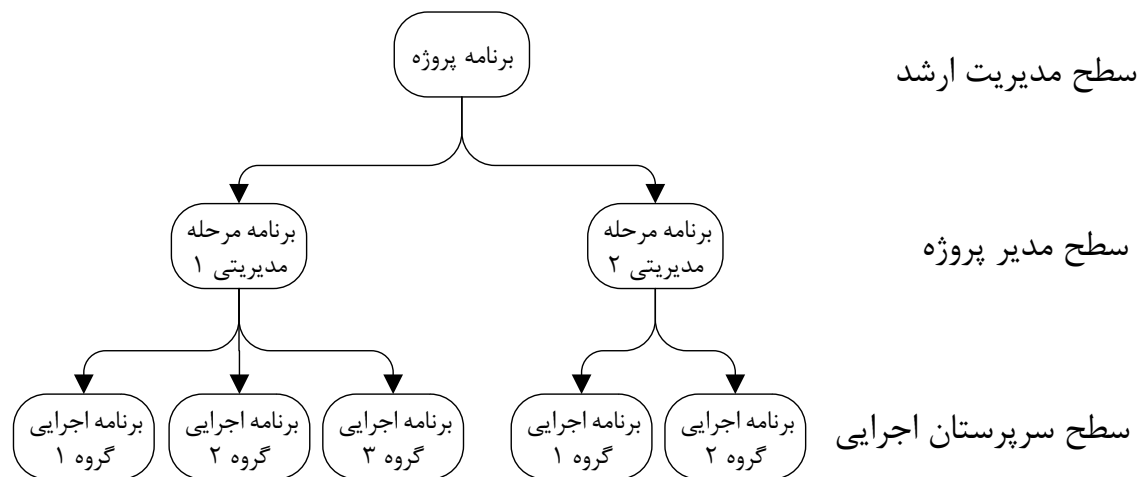 برنامه پروژه
سطح مدیریت ارشد
برنامه مرحله
مدیریتی ۱
برنامه مرحله
مدیریتی ۲
سطح مدیر پروژه
برنامه اجرایی
گروه ۱
برنامه اجرایی
گروه ۲
برنامه اجرایی
گروه ۳
برنامه اجرایی
گروه ۱
برنامه اجرایی
گروه ۲
سطح سرپرستان اجرایی